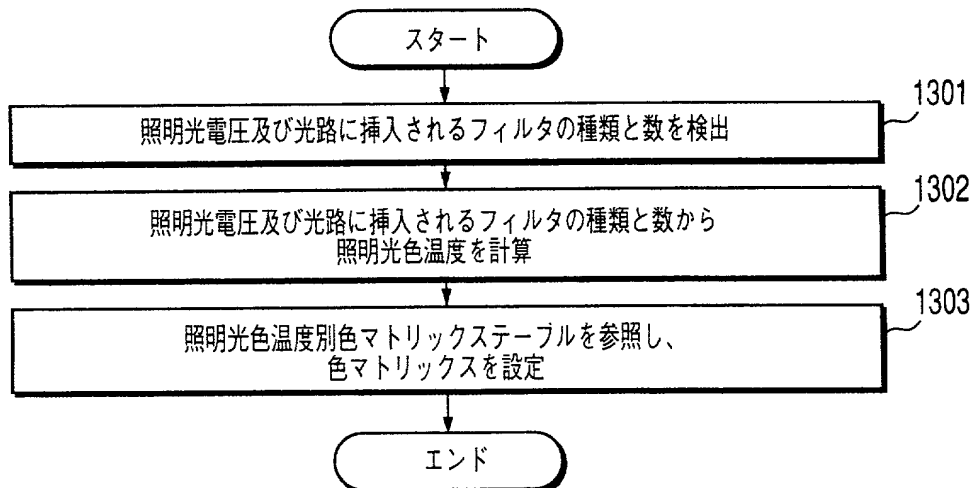 スタート
1301
照明光電圧及び光路に挿入されるフィルタの種類と数を検出
1302
照明光電圧及び光路に挿入されるフィルタの種類と数から
照明光色温度を計算
1303
照明光色温度別色マトリックステーブルを参照し、
色マトリックスを設定
エンド